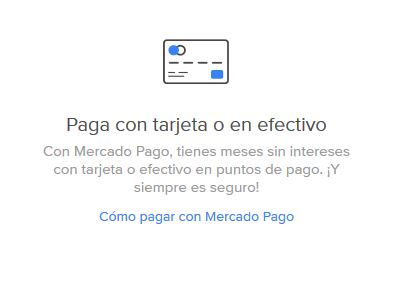 Paga con tarjeta o en efectivo
Con Mercado Pago, tienes meses sin intereses
con tarjeta o efectivo en puntos de pago. ¡Y
siempre es seguro!
Cómo pagar con Mercado Pago